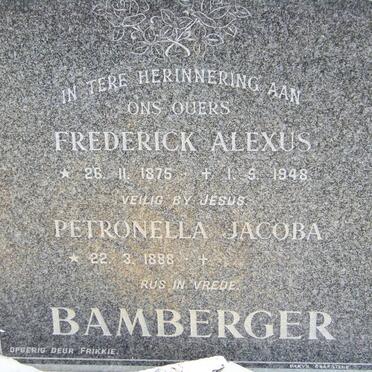 IN TERE HERINNERING AAN
ONS OUERS
FREDERICK ALEXUS
★ 26. 11. 1875 - + 1. 5. 1948.
VEILIG BY JESUS.
PETRONELLA JACOBA
★ 22. 3. 1888 - +
RUS IN VREDE.
BAMBERGER
OPGERIG DEUR FRIKKIE.